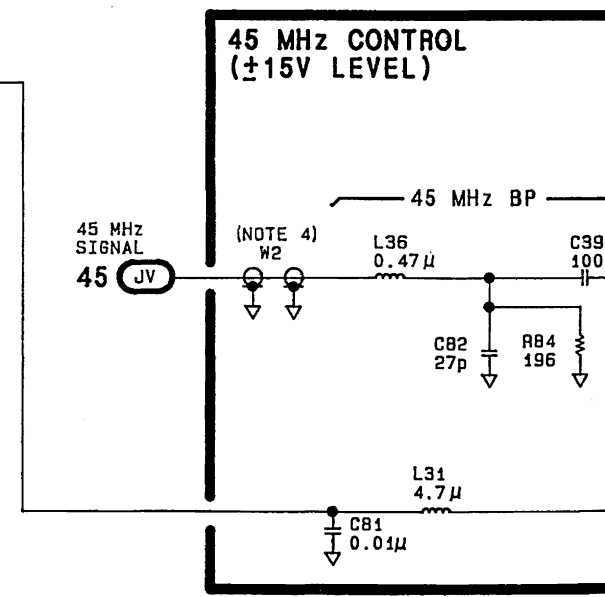 45 MHz CONTROL
(±15V LEVEL)
45 MHz BP
45 MHz
SIGNAL
45 JV
(NOTE 4)
W2
L36
0.47μ
C39
100
C82
27p
R84
196
L31
4.7μ
C81
0.01μ